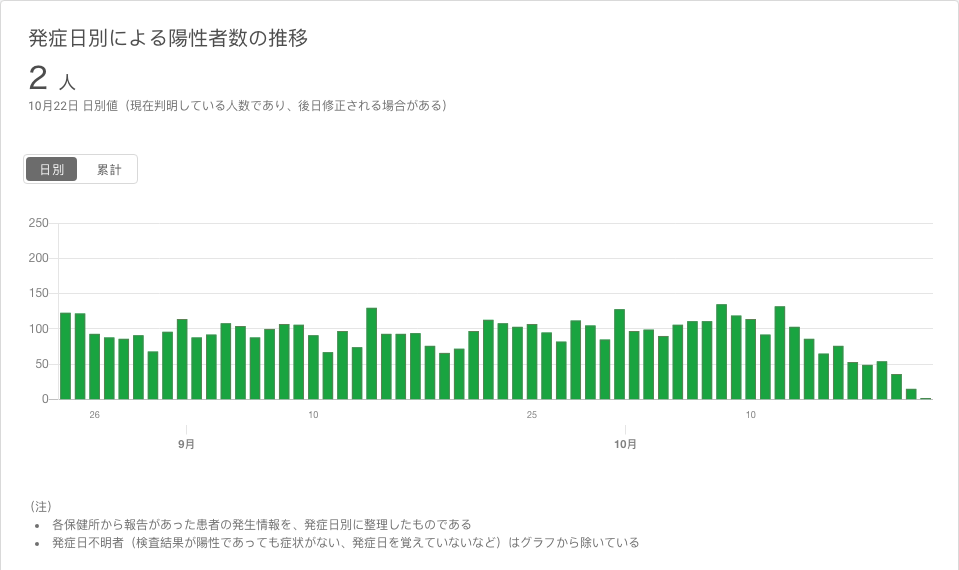 発症日別による陽性者数の推移
2 人
10月22日 日別値（現在判明している人数であり、後日修正される場合がある）
日別 累計
250
200
150
100
50
0
26 10 25 10
9月 10月
（注）
• 各保健所から報告があった患者の発生情報を、発症日別に整理したものである
• 発症日不明者（検査結果が陽性であっても症状がない、発症日を覚えていないなど）はグラフから除いている